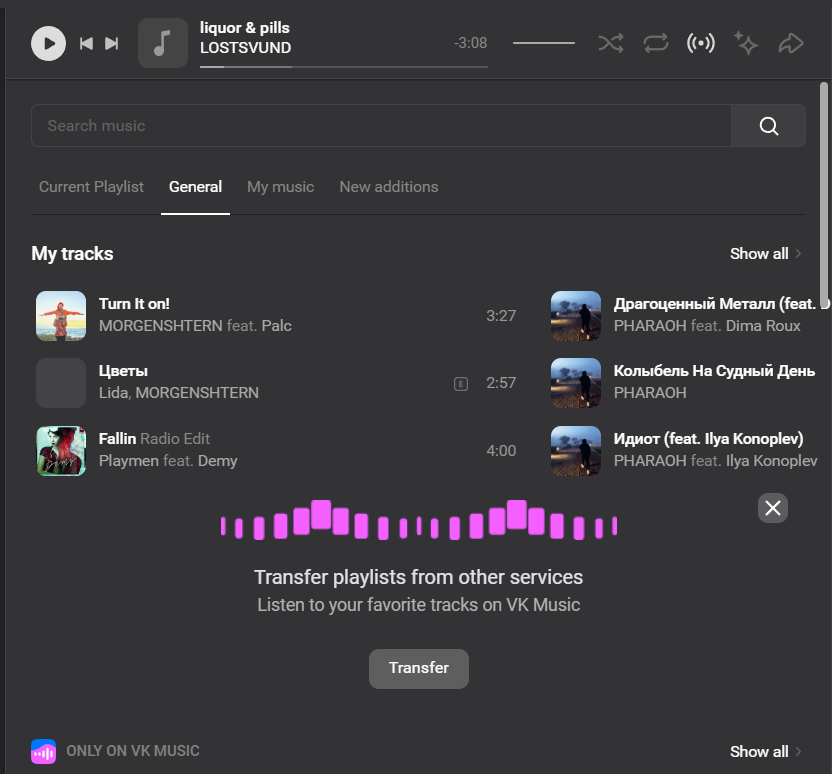 liquor & pills
LOSTSVUND
-3:08
Search music
Current Playlist General My music New additions
My tracks
Show all
Turn It on!
MORGENSHTERN feat. Palc
3:27
Драгоценный Металл (feat. D
PHARAOH feat. Dima Roux
Цветы
Lida, MORGENSHTERN
E 2:57
Колыбель На Судный День
PHARAOH
Fallin Radio Edit
Playmen feat. Demy
4:00
Идиот (feat. Ilya Konoplev)
PHARAOH feat. Ilya Konoplev
Transfer playlists from other services
Listen to your favorite tracks on VK Music
Transfer
ONLY ON VK MUSIC
Show all